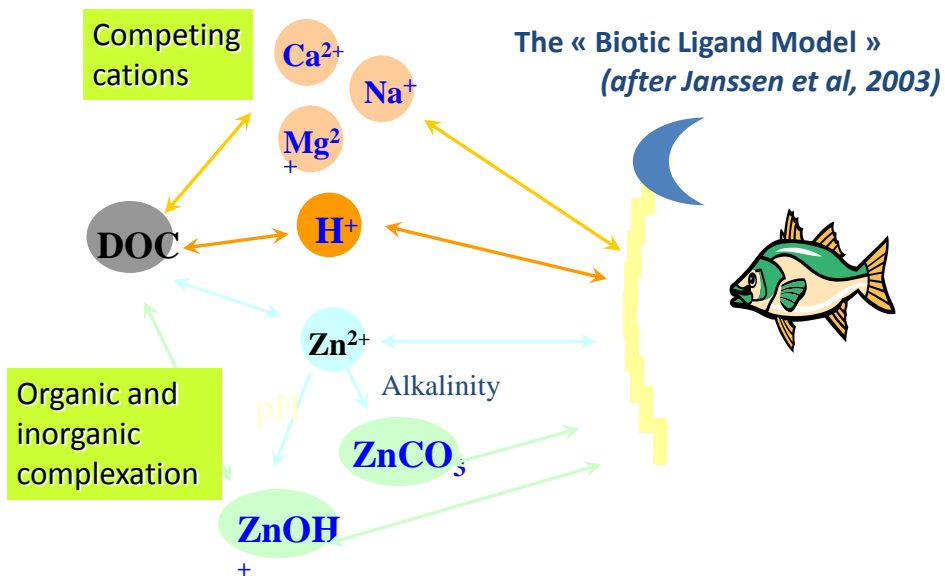 Competing
cations
Ca²⁺
Na⁺
Mg²
+
The « Biotic Ligand Model »
(after Janssen et al, 2003)
DOC
H⁺
Zn²⁺
Alkalinity
pH
Organic and
inorganic
complexation
ZnCO₃
ZnOH
+